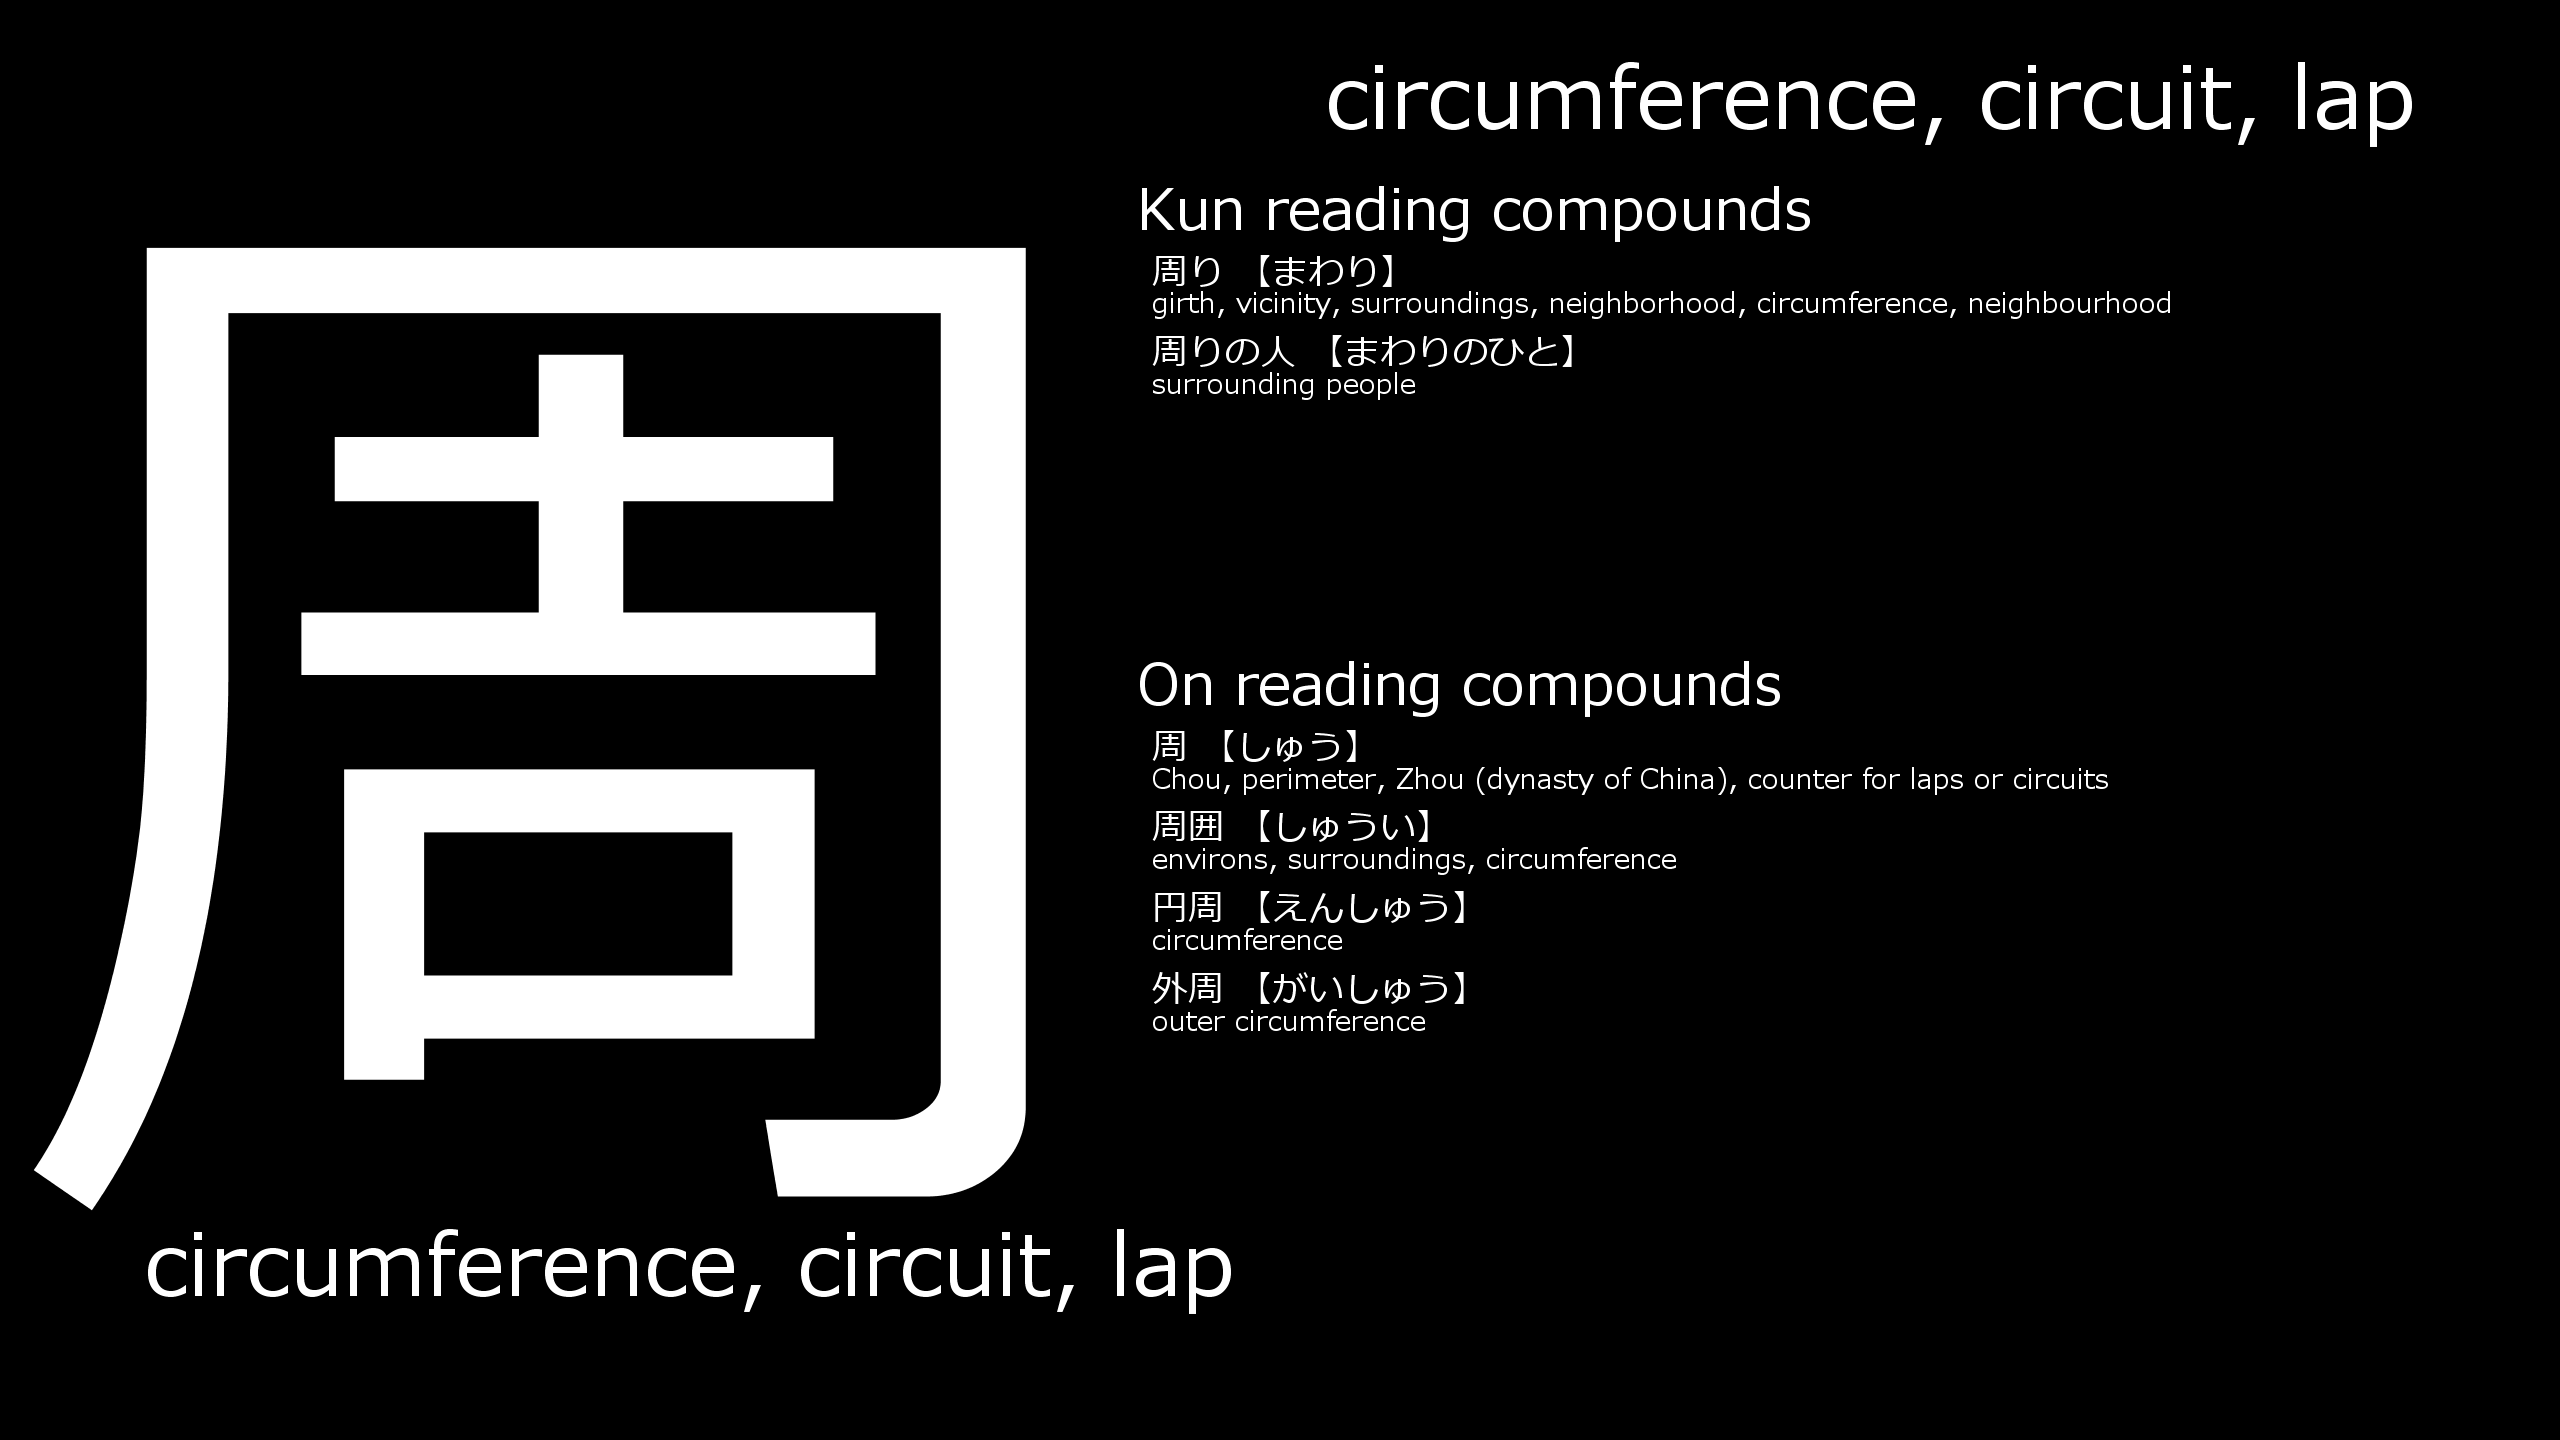 circumference, circuit, lap
周
circumference, circuit, lap
Kun reading compounds
周り 【まわり】
girth, vicinity, surroundings, neighborhood, circumference, neighbourhood
周りの人 【まわりのひと】
surrounding people
On reading compounds
周 【しゅう】
Chou, perimeter, Zhou (dynasty of China), counter for laps or circuits
周囲 【しゅうい】
environs, surroundings, circumference
円周 【えんしゅう】
circumference
外周 【がいしゅう】
outer circumference